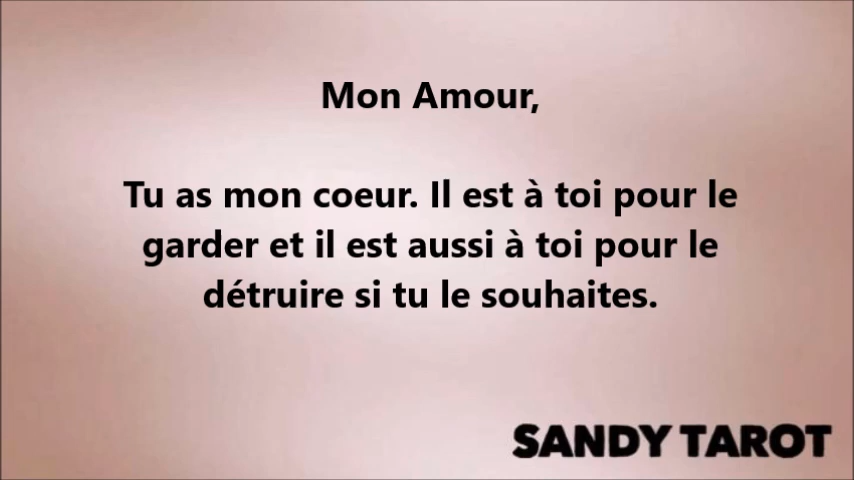 Mon Amour,
Tu as mon coeur. Il est à toi pour le
garder et il est aussi à toi pour le
détruire si tu le souhaites.
SANDY TAROT